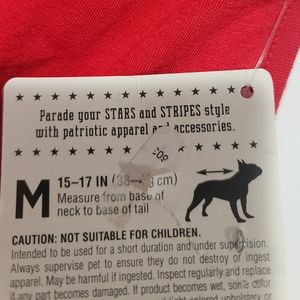 Parade your STARS and STRIPES style
with patriotic apparel and accessories.
M 15–17 IN (38– cm)
Measure from base of
neck to base of tail
CAUTION: NOT SUITABLE FOR CHILDREN.
Intended to be used for a short duration and under supervision.
Always supervise pet to ensure they do not destroy or ingest
apparel. May be harmful if ingested. Inspect regularly and replace
if any part becomes damaged. If product becomes wet, some color